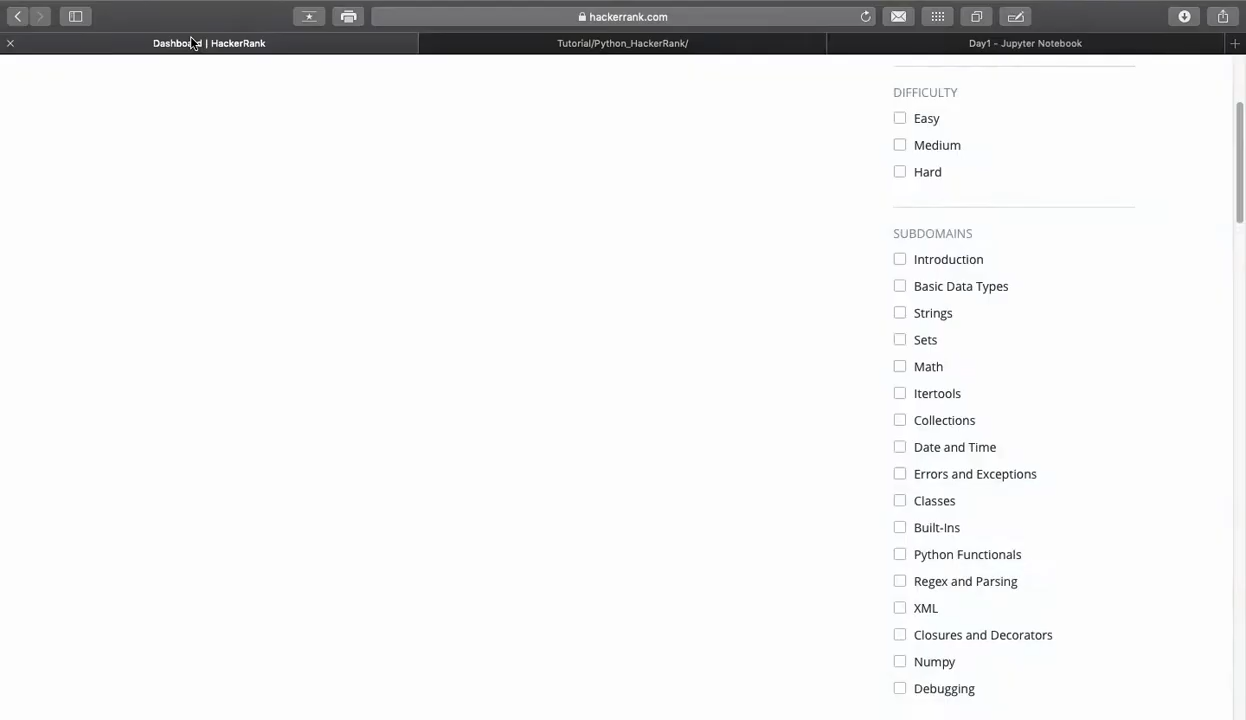 hackerrank.com
Dashboard | HackerRank
Tutorial/Python_HackerRank/
Day1 - Jupyter Notebook
DIFFICULTY
Easy
Medium
Hard
SUBDOMAINS
Introduction
Basic Data Types
Strings
Sets
Math
Itertools
Collections
Date and Time
Errors and Exceptions
Classes
Built-Ins
Python Functionals
Regex and Parsing
XML
Closures and Decorators
Numpy
Debugging